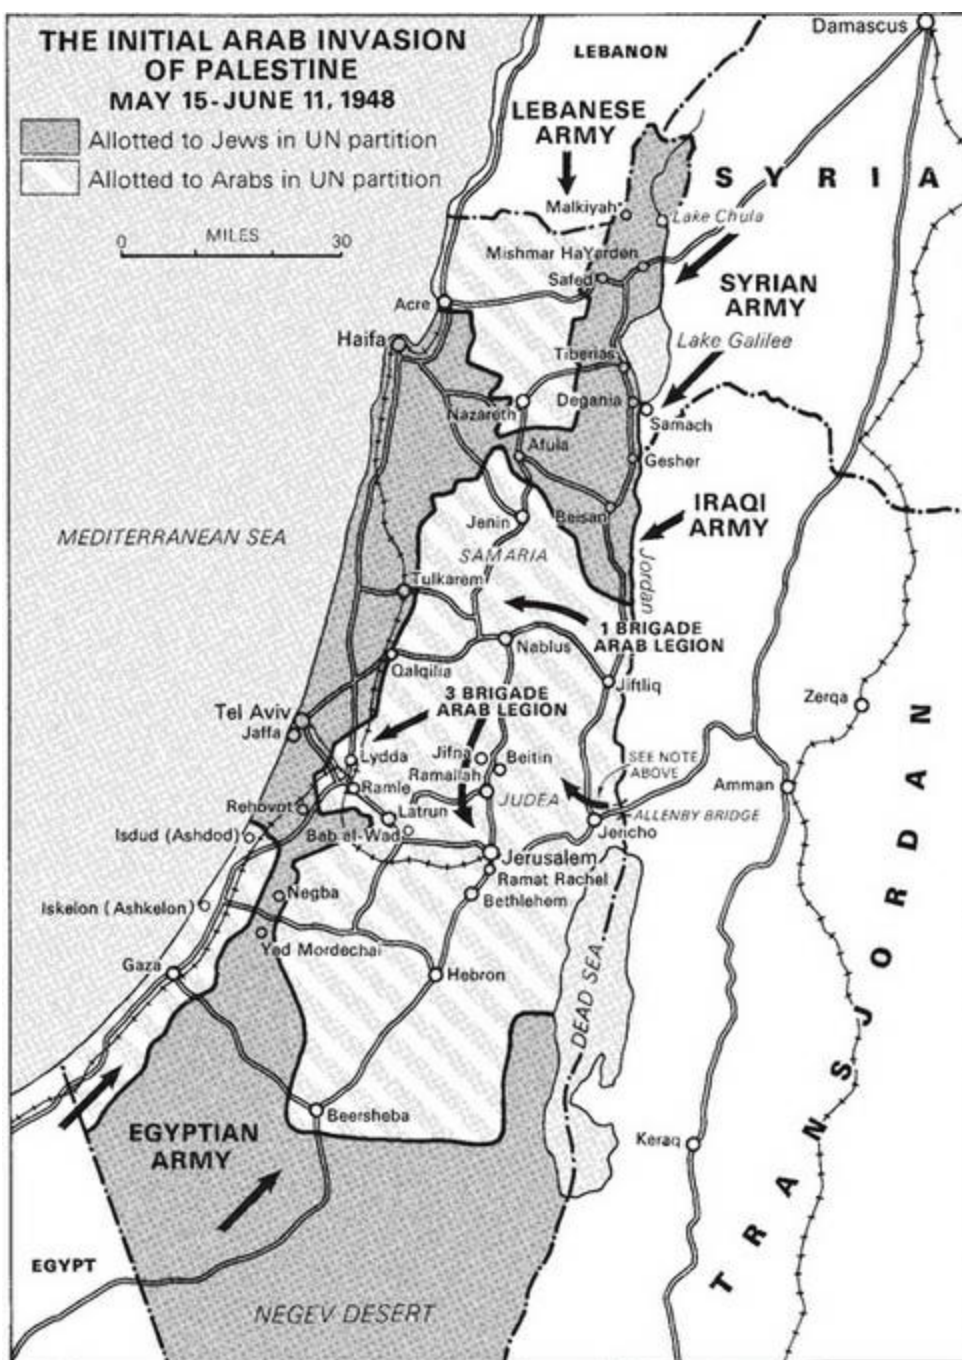 THE INITIAL ARAB INVASION
OF PALESTINE
MAY 15-JUNE 11, 1948
Allotted to Jews in UN partition
Allotted to Arabs in UN partition
0 MILES 30
Damascus
LEBANON
LEBANESE
ARMY
SYRIA
Malkiyah
Lake Chula
Mishmar HaYarden
Safed
SYRIAN
ARMY
Acre
Haifa
Lake Galilee
Tiberias
Nazareth
Degania
Samach
Afula
Gesher
IRAQI
ARMY
Jenin
Beisan
MEDITERRANEAN SEA
SAMARIA
Jordan
Tulkarem
1 BRIGADE
ARAB LEGION
Nablus
Qalqilia
Jiftliq
3 BRIGADE
ARAB LEGION
Zerqa
Tel Aviv
Jaffa
Lydda
Jifna
Beitin
SEE NOTE
ABOVE
Ramallah
Ramle
Amman
JUDEA
Rehovot
Latrun
ALLENBY BRIDGE
Isdud (Ashdod)
Bab el-Wad
Jericho
Jerusalem
Ramat Rachel
Negba
Bethlehem
Iskelon (Ashkelon)
Yad Mordechai
Gaza
Hebron
DEAD SEA
Beersheba
EGYPTIAN
ARMY
Keraq
EGYPT
NEGEV DESERT
TRANSJORDAN